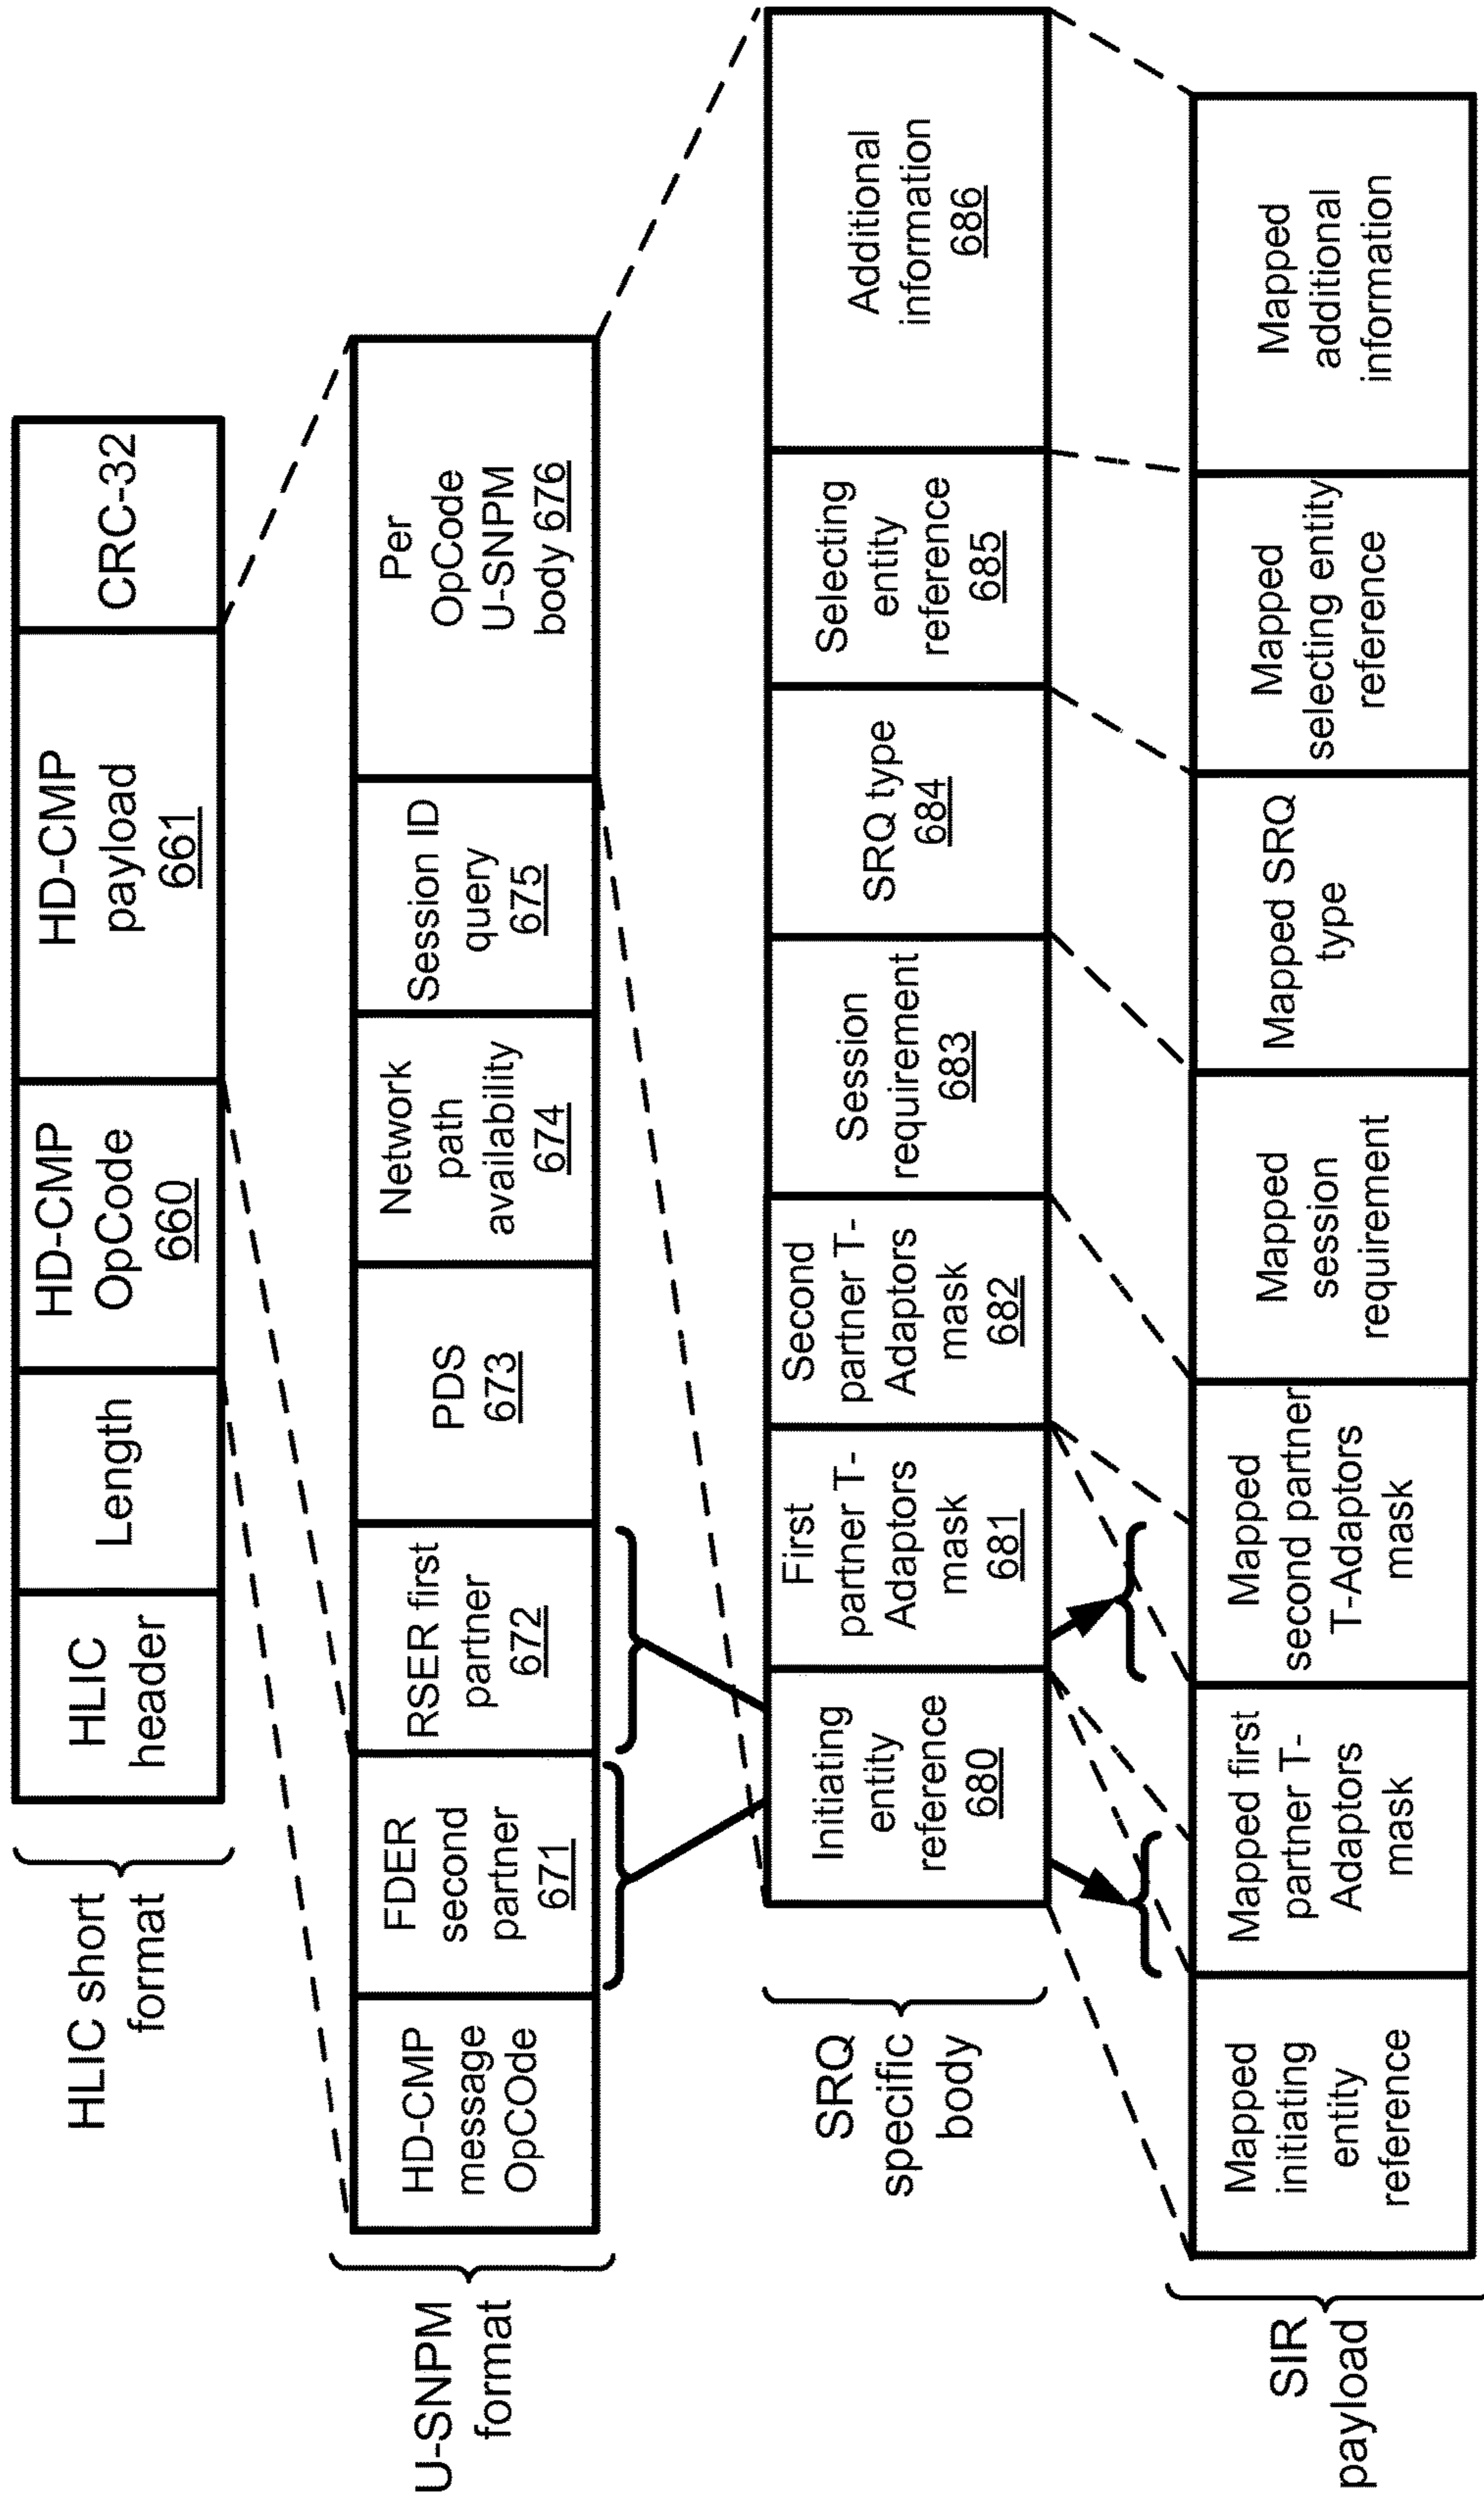 HLIC short
format
HLIC
header
Length
HD-CMP
OpCode
660
HD-CMP
payload
661
CRC-32
U-SNPM
format
HD-CMP
message
OpCOde
FDER
second
partner
671
RSER first
partner
672
PDS
673
Network
path
availability
674
Session ID
query
675
Per
OpCode
U-SNPM
body 676
SRQ
specific
body
Initiating
entity
reference
680
First
partner T-
Adaptors
mask
681
Second
partner T-
Adaptors
mask
682
Session
requirement
683
SRQ type
684
Selecting
entity
reference
685
Additional
information
686
SIR
payload
Mapped
initiating
entity
reference
Mapped first
partner T-
Adaptors
mask
Mapped
second partner
T-Adaptors
mask
Mapped
session
requirement
Mapped SRQ
type
Mapped
selecting entity
reference
Mapped
additional
information